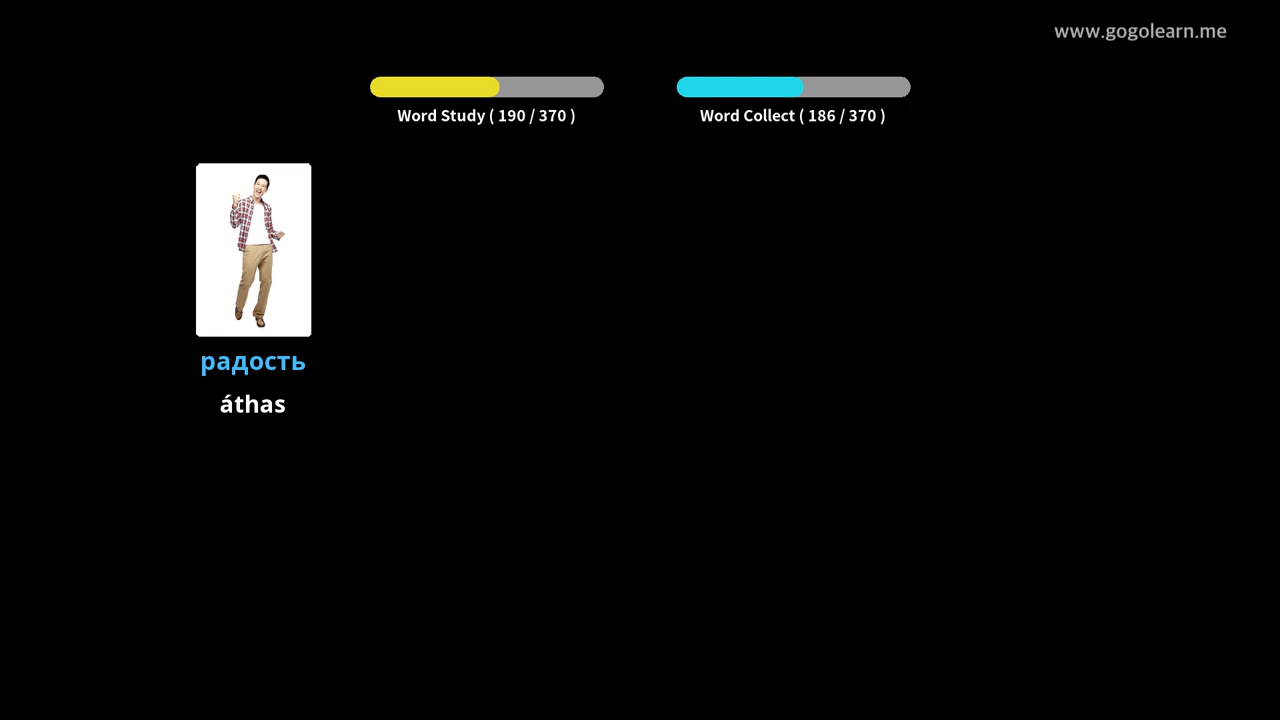 www.gogolearn.me
Word Study ( 190 / 370 )
Word Collect ( 186 / 370 )
радость
áthas